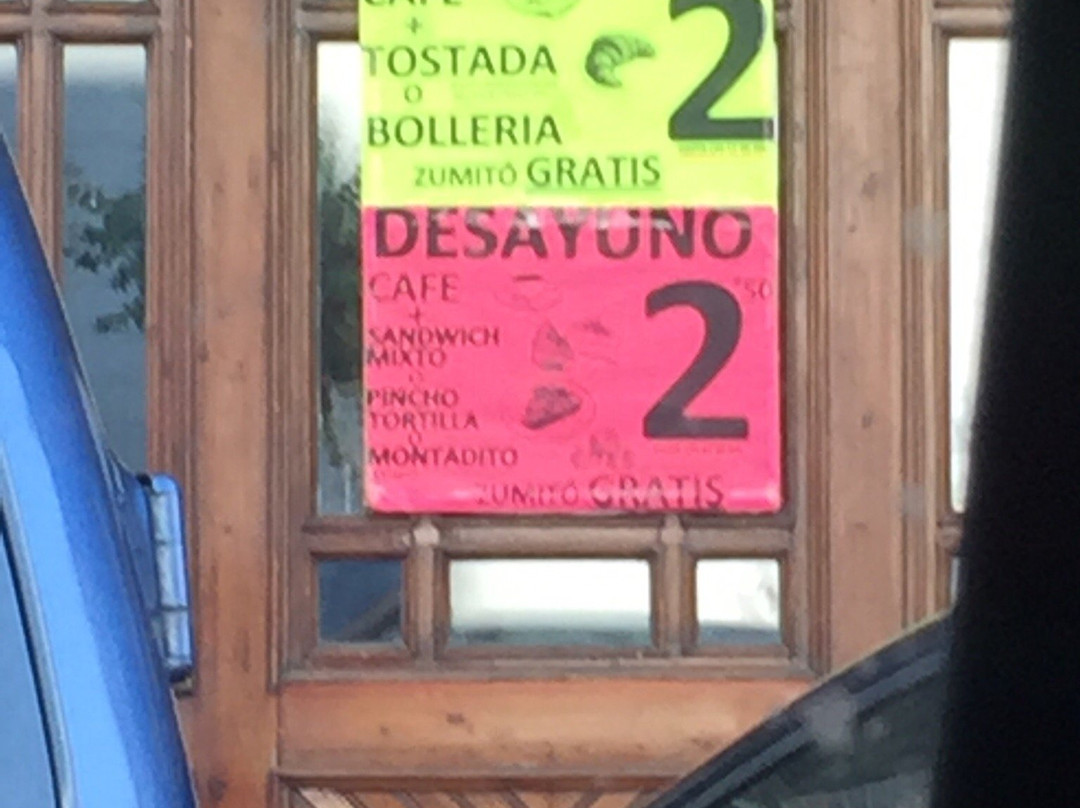 CAFE
+
TOSTADA
O
BOLLERIA
2
ZUMITO GRATIS
DESAYUNO
CAFE
+
SANDWICH
MIXTO
O
PINCHO
TORTILLA
O
MONTADITO
2 '50
ZUMITO GRATIS